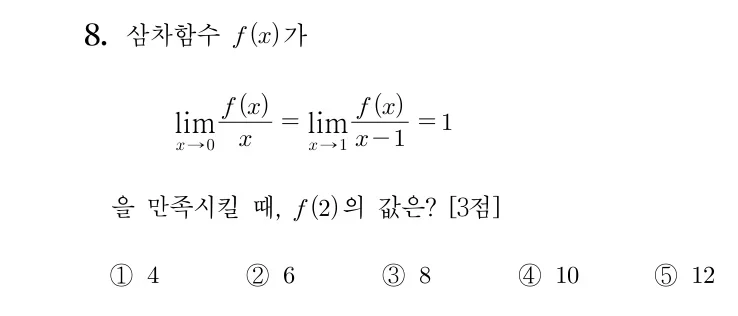 8. 삼차함수 f(x)가
lim_{x→0} f(x)/x = lim_{x→1} f(x)/(x-1) = 1
을 만족시킬 때, f(2)의 값은? [3점]
① 4 ② 6 ③ 8 ④ 10 ⑤ 12